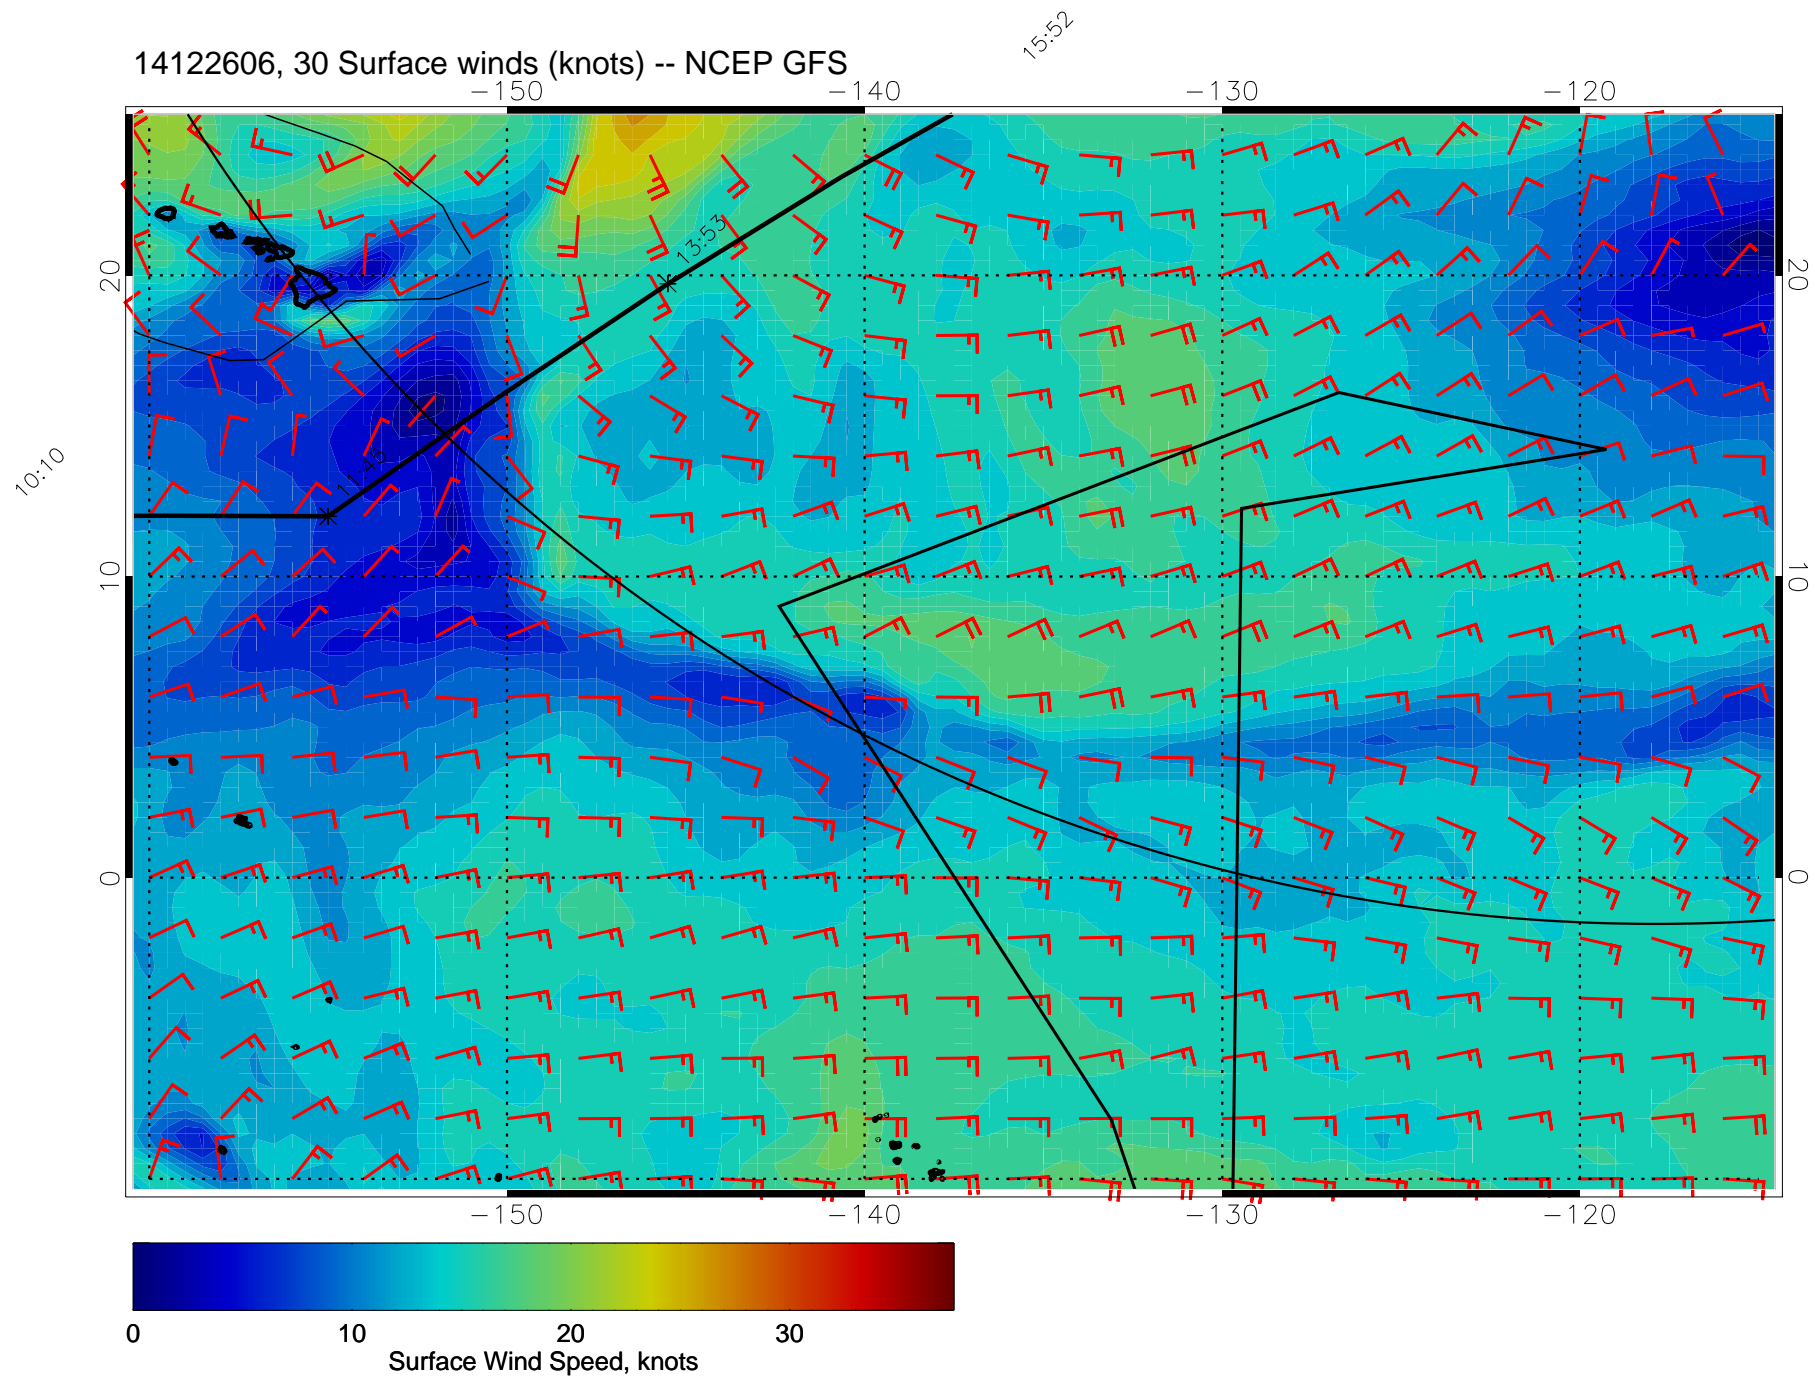 15:52
14122606, 30 Surface winds (knots) -- NCEP GFS
-150 -140 -130 -120
13:53
20 20
11:45
10:10
10 10
0 0
-150 -140 -130 -120
0 10 20 30
Surface Wind Speed, knots